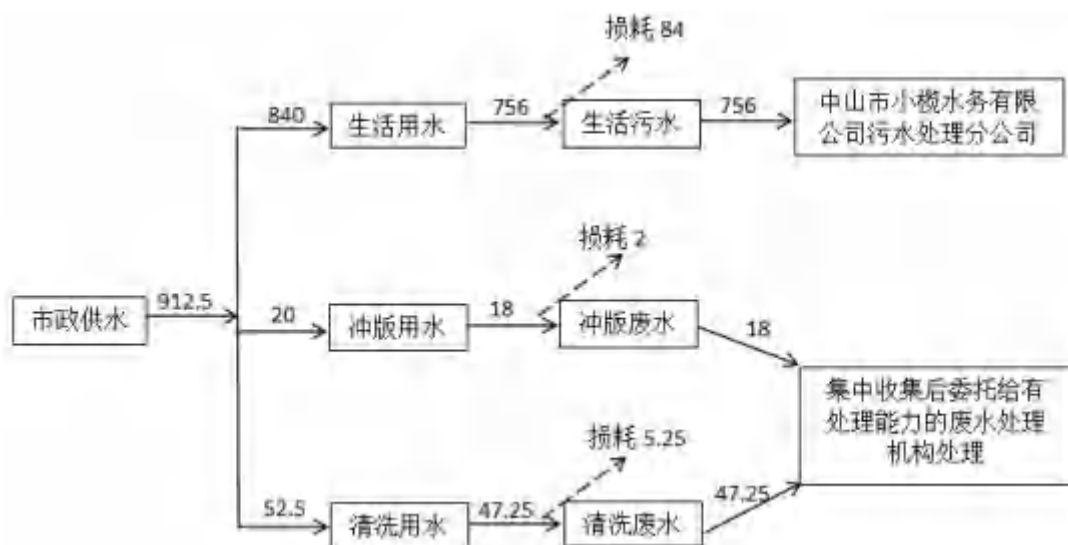 损耗 84
840
生活用水
756
生活污水
756
中山市小榄水务有限
公司污水处理分公司
损耗 2
市政供水
912.5
20
冲版用水
18
冲版废水
18
集中收集后委托给有
处理能力的废水处理
机构处理
损耗 5.25
52.5
清洗用水
47.25
清洗废水
47.25